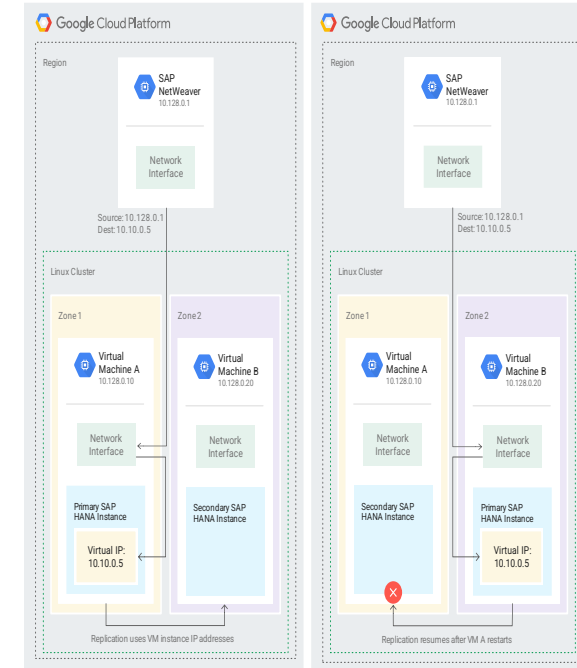 Google Cloud Platform
Region
SAP
NetWeaver
10.128.0.1
Network
Interface
Source: 10.128.0.1
Dest: 10.10.0.5
Linux Cluster
Zone 1
Virtual
Machine A
10.128.0.10
Network
Interface
Primary SAP
HANA Instance
Virtual IP:
10.10.0.5
Zone 2
Virtual
Machine B
10.128.0.20
Network
Interface
Secondary SAP
HANA Instance
Replication uses VM instance IP addresses
Google Cloud Platform
Region
SAP
NetWeaver
10.128.0.1
Network
Interface
Source: 10.128.0.1
Dest: 10.10.0.5
Linux Cluster
Zone 1
Virtual
Machine A
10.128.0.10
Network
Interface
Secondary SAP
HANA Instance
X
Zone 2
Virtual
Machine B
10.128.0.20
Network
Interface
Primary SAP
HANA Instance
Virtual IP:
10.10.0.5
Replication resumes after VM A restarts